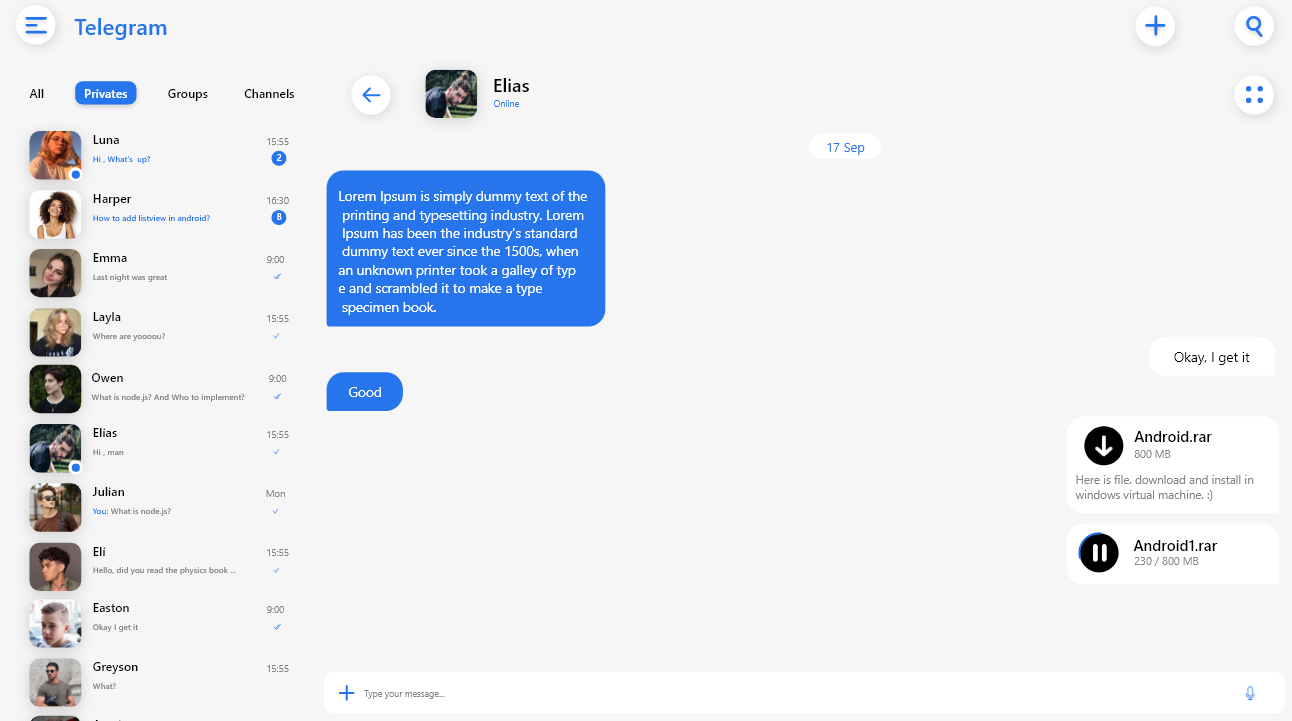 Telegram
All
Privates
Groups
Channels
Luna
15:55
Hi , What's up?
2
Harper
16:30
How to add listview in android?
8
Emma
9:00
Last night was great
Layla
15:55
Where are yoooou?
Owen
9:00
What is node.js? And Who to implement?
Elias
15:55
Hi , man
Julian
Mon
You: What is node.js?
Eli
15:55
Hello, did you read the physics book ...
Easton
9:00
Okay I get it
Greyson
15:55
What?
Elias
Online
17 Sep
Lorem Ipsum is simply dummy text of the
printing and typesetting industry. Lorem
Ipsum has been the industry's standard
dummy text ever since the 1500s, when
an unknown printer took a galley of typ
e and scrambled it to make a type
specimen book.
Okay, I get it
Good
Android.rar
800 MB
Here is file. download and install in
windows virtual machine. :)
Android1.rar
230 / 800 MB
Type your message...